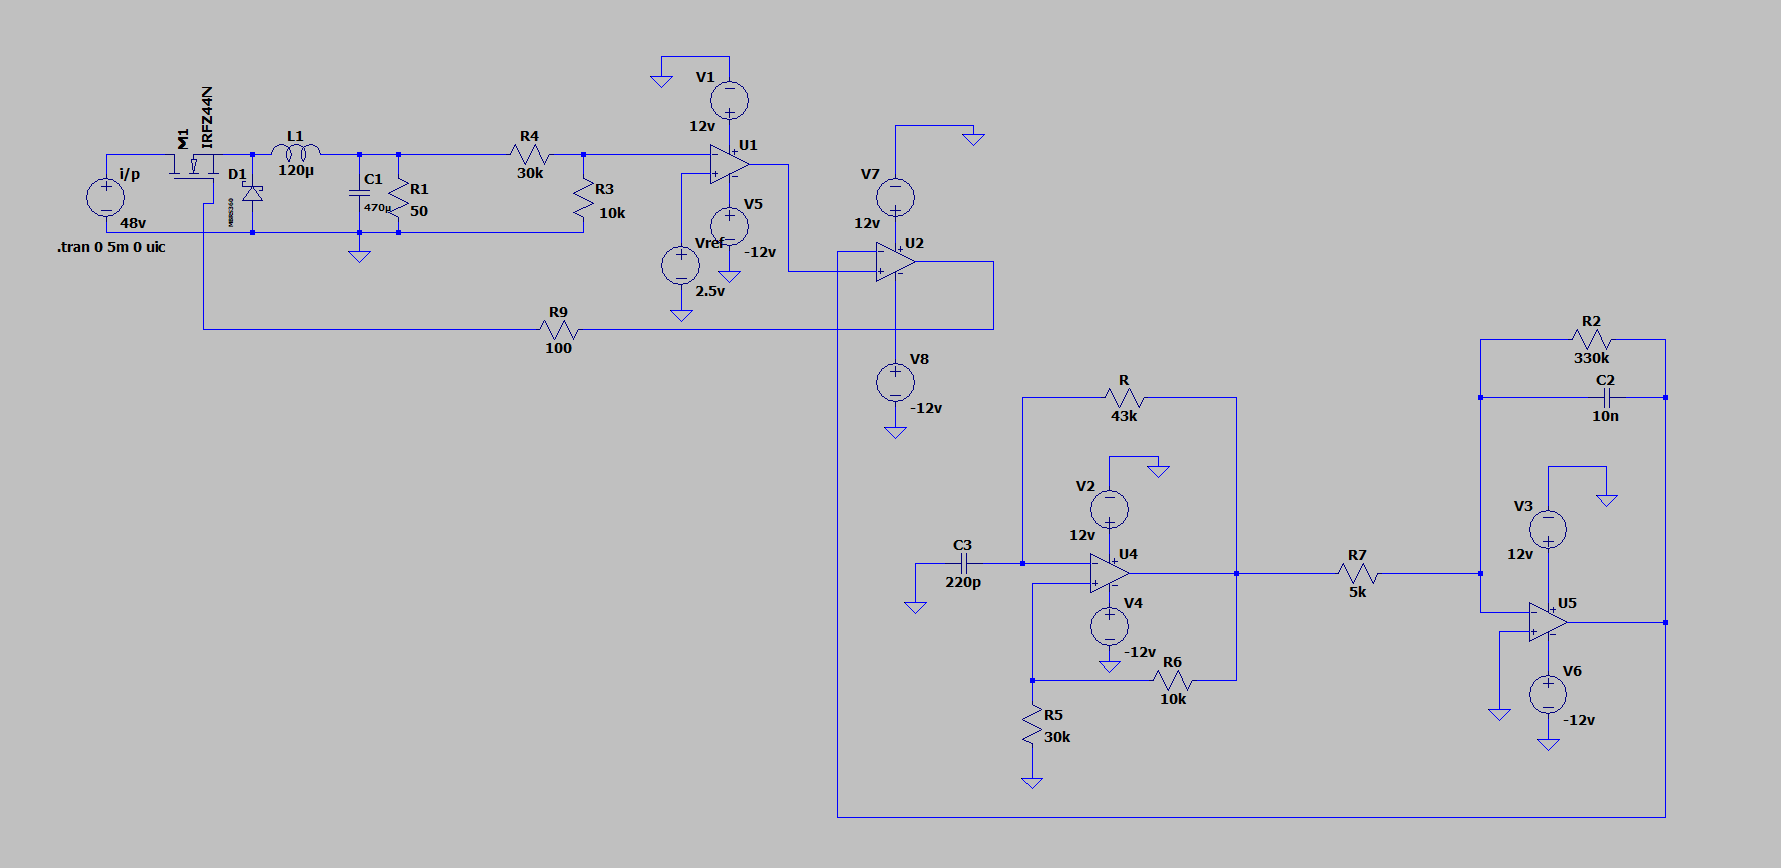 V1
12v
U1
M1
IRFZ44N
i/p
48v
.tran 0 5m 0 uic
D1
MBRS360
L1
120µ
C1
470µ
R1
50
R4
30k
R3
10k
V5
-12v
Vref
2.5v
V7
12v
U2
R9
100
V8
-12v
R2
330k
C2
10n
R
43k
V2
12v
C3
220p
U4
V4
-12v
R6
10k
R5
30k
R7
5k
V3
12v
U5
V6
-12v